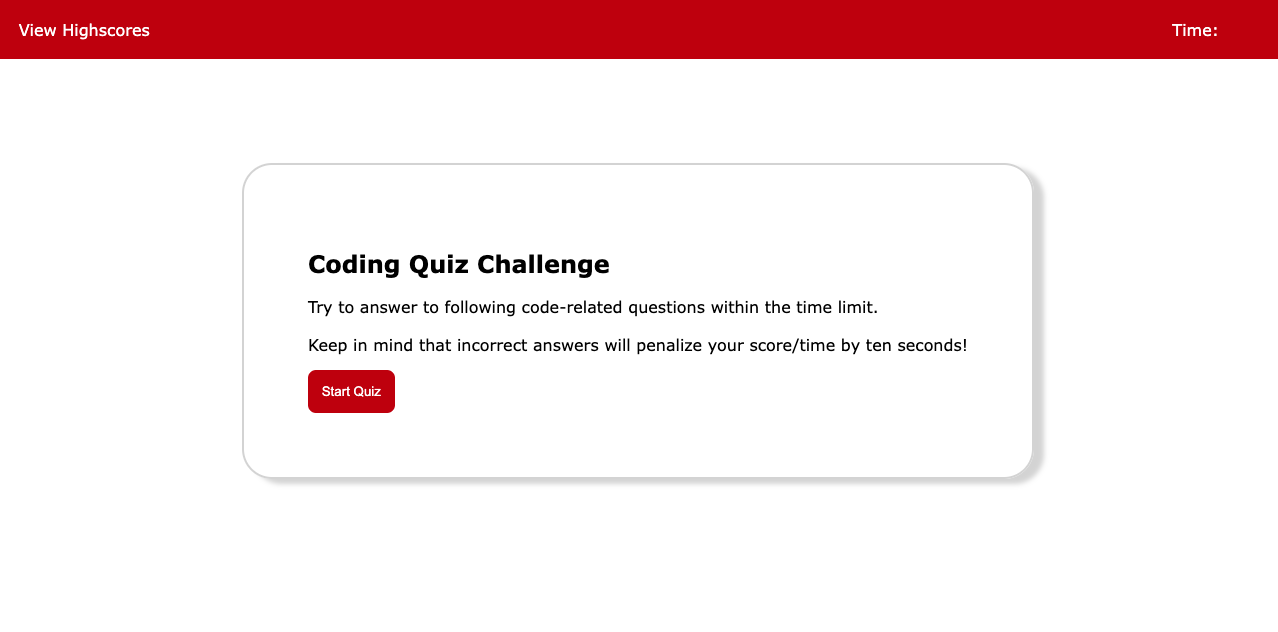 View Highscores
Time:
Coding Quiz Challenge
Try to answer to following code-related questions within the time limit.
Keep in mind that incorrect answers will penalize your score/time by ten seconds!
Start Quiz